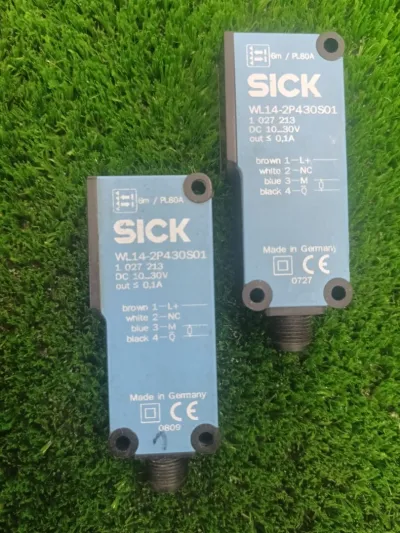 6m / PL80A
SICK
WL14-2P430S01
1 027 213
DC 10...30V
out ≤ 0,1A
brown 1 - L+
white 2 - NC
blue 3 - M
black 4 - Q
Made in Germany
CE
0727
6m / PL80A
SICK
WL14-2P430S01
1 027 213
DC 10...30V
out ≤ 0,1A
brown 1 - L+
white 2 - NC
blue 3 - M
black 4 - Q
Made in Germany
CE
0809